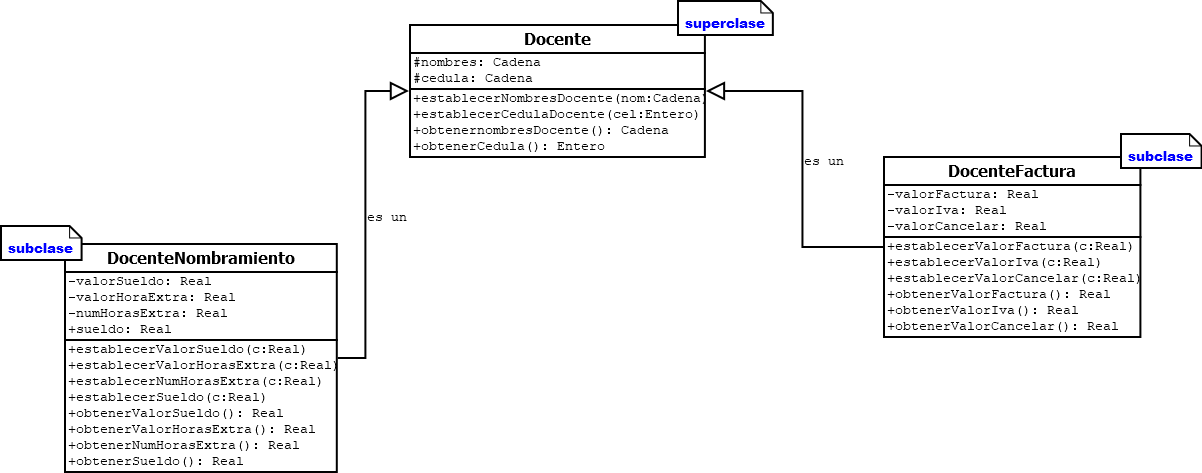 superclase
Docente
#nombres: Cadena
#cedula: Cadena
+establecerNombresDocente(nom:Cadena)
+establecerCedulaDocente(cel:Entero)
+obtenernombresDocente(): Cadena
+obtenerCedula(): Entero
es un
es un
subclase
DocenteFactura
-valorFactura: Real
-valorIva: Real
-valorCancelar: Real
+establecerValorFactura(c:Real)
+establecerValorIva(c:Real)
+establecerValorCancelar(c:Real)
+obtenerValorFactura(): Real
+obtenerValorIva(): Real
+obtenerValorCancelar(): Real
subclase
DocenteNombramiento
-valorSueldo: Real
-valorHoraExtra: Real
-numHorasExtra: Real
+sueldo: Real
+establecerValorSueldo(c:Real)
+establecerValorHorasExtra(c:Real)
+establecerNumHorasExtra(c:Real)
+establecerSueldo(c:Real)
+obtenerValorSueldo(): Real
+obtenerValorHorasExtra(): Real
+obtenerNumHorasExtra(): Real
+obtenerSueldo(): Real